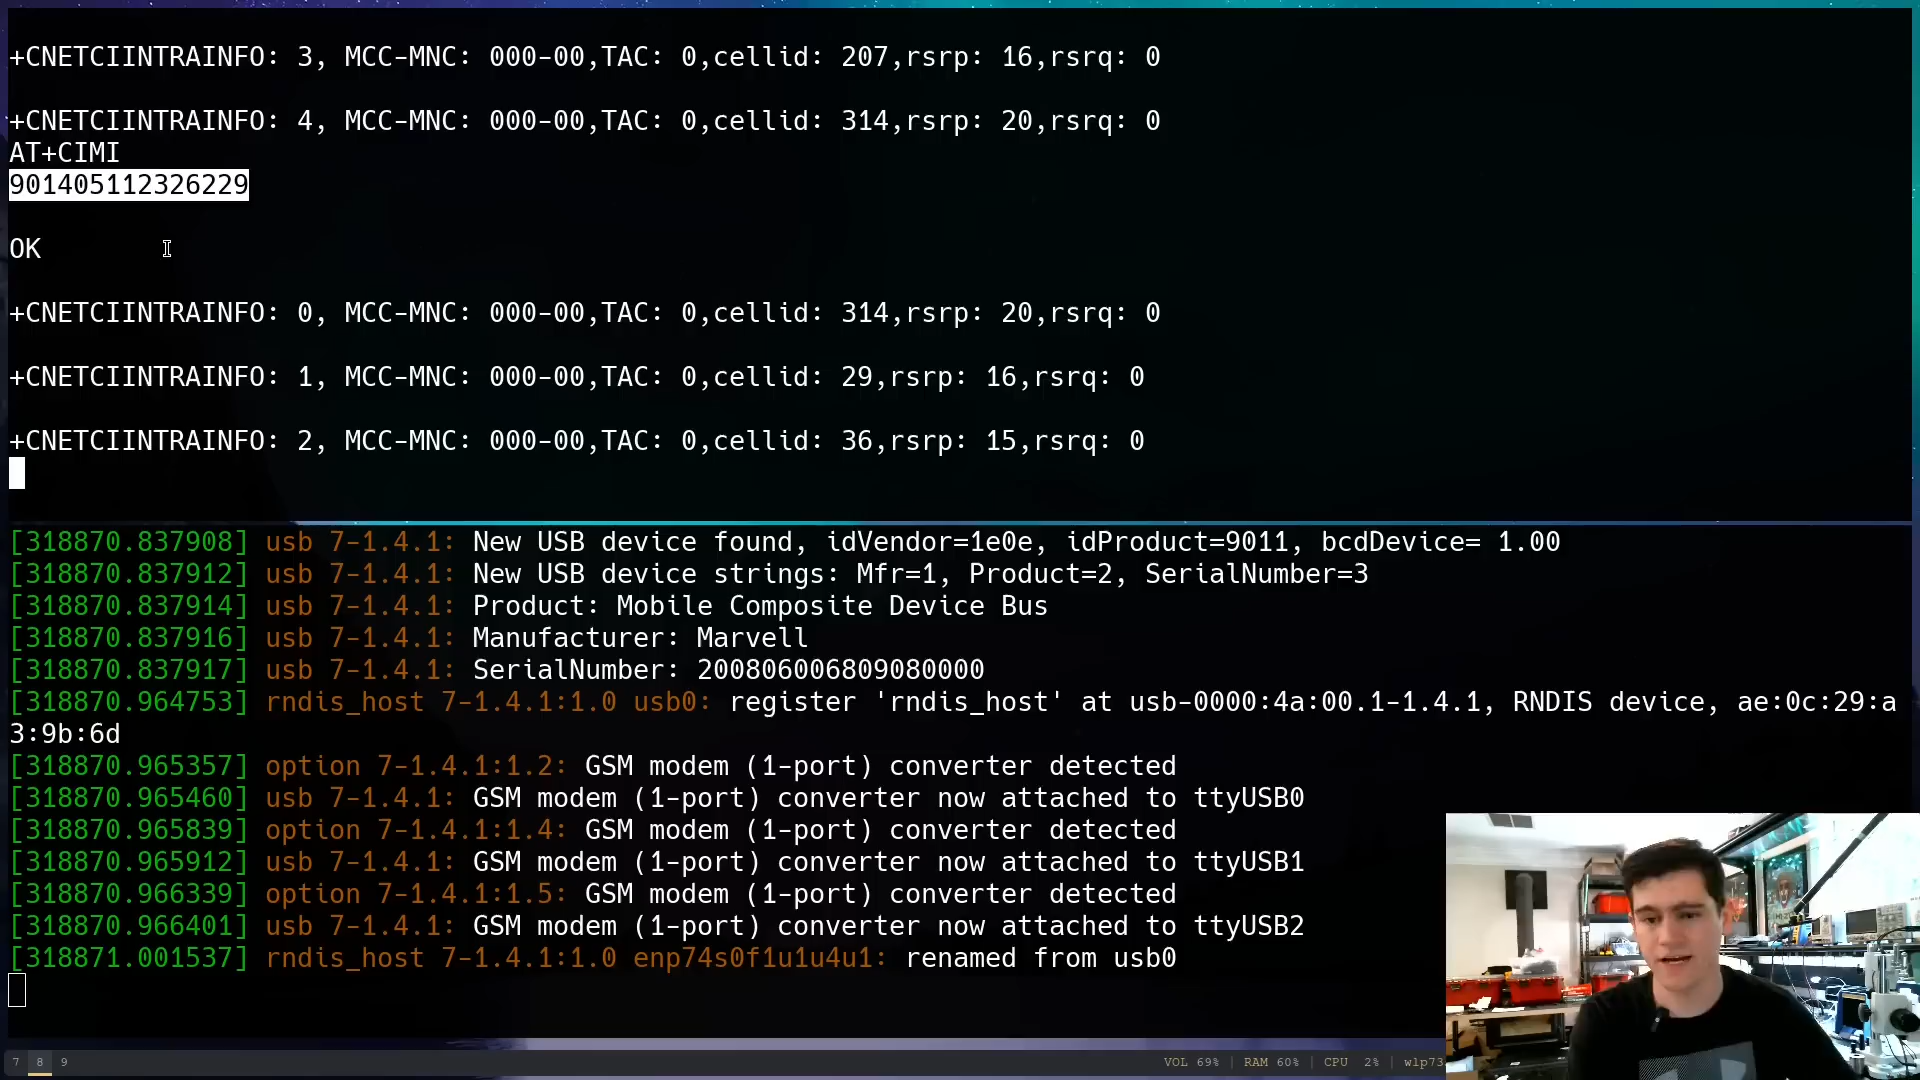 +CNETCIINTRAINFO: 3, MCC-MNC: 000-00,TAC: 0,cellid: 207,rsrp: 16,rsrq: 0
+CNETCIINTRAINFO: 4, MCC-MNC: 000-00,TAC: 0,cellid: 314,rsrp: 20,rsrq: 0
AT+CIMI
901405112326229
OK
+CNETCIINTRAINFO: 0, MCC-MNC: 000-00,TAC: 0,cellid: 314,rsrp: 20,rsrq: 0
+CNETCIINTRAINFO: 1, MCC-MNC: 000-00,TAC: 0,cellid: 29,rsrp: 16,rsrq: 0
+CNETCIINTRAINFO: 2, MCC-MNC: 000-00,TAC: 0,cellid: 36,rsrp: 15,rsrq: 0
[318870.837908] usb 7-1.4.1: New USB device found, idVendor=1e0e, idProduct=9011, bcdDevice= 1.00
[318870.837912] usb 7-1.4.1: New USB device strings: Mfr=1, Product=2, SerialNumber=3
[318870.837914] usb 7-1.4.1: Product: Mobile Composite Device Bus
[318870.837916] usb 7-1.4.1: Manufacturer: Marvell
[318870.837917] usb 7-1.4.1: SerialNumber: 200806006809080000
[318870.964753] rndis_host 7-1.4.1:1.0 usb0: register 'rndis_host' at usb-0000:4a:00.1-1.4.1, RNDIS device, ae:0c:29:a
3:9b:6d
[318870.965357] option 7-1.4.1:1.2: GSM modem (1-port) converter detected
[318870.965460] usb 7-1.4.1: GSM modem (1-port) converter now attached to ttyUSB0
[318870.965839] option 7-1.4.1:1.4: GSM modem (1-port) converter detected
[318870.965912] usb 7-1.4.1: GSM modem (1-port) converter now attached to ttyUSB1
[318870.966339] option 7-1.4.1:1.5: GSM modem (1-port) converter detected
[318870.966401] usb 7-1.4.1: GSM modem (1-port) converter now attached to ttyUSB2
[318871.001537] rndis_host 7-1.4.1:1.0 enp74s0f1u1u4u1: renamed from usb0
7 8 9 VOL 69% | RAM 60% | CPU 2% | wlp73